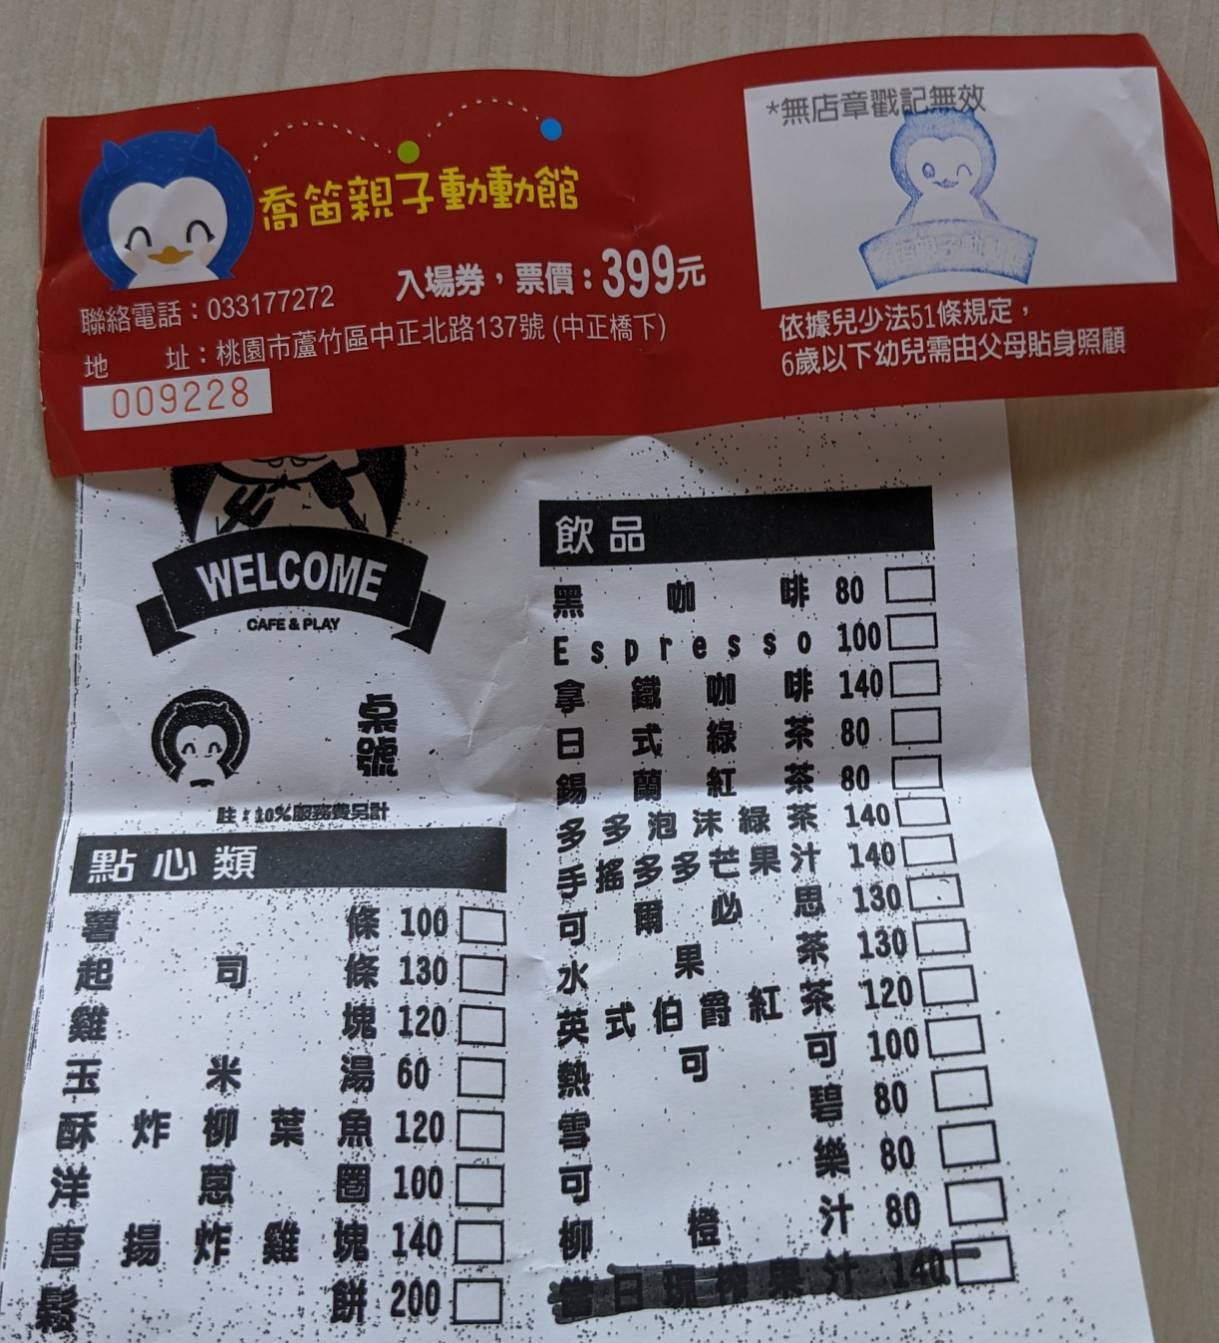 喬笛親子動動館
入場券，票價：399元
聯絡電話：033177272
地　　址：桃園市蘆竹區中正北路137號 (中正橋下)
009228
*無店章戳記無效
依據兒少法51條規定，
6歲以下幼兒需由父母貼身照顧
WELCOME
CAFE & PLAY
桌號
註：10%服務費另計
點心類
薯條 100
起司條 130
雞塊 120
玉米湯 60
酥炸柳葉魚 120
洋蔥圈 100
唐揚炸雞塊 140
鬆餅 200
飲品
黑咖啡 80
Espresso 100
拿鐵咖啡 140
日式綠茶 80
錫蘭紅茶 80
多多泡沫綠茶 140
手搖多多芒果汁 140
可爾必思 130
水果茶 130
英式伯爵紅茶 120
熱可可 100
雪碧 80
可樂 80
柳橙汁 80
當日現榨果汁 140